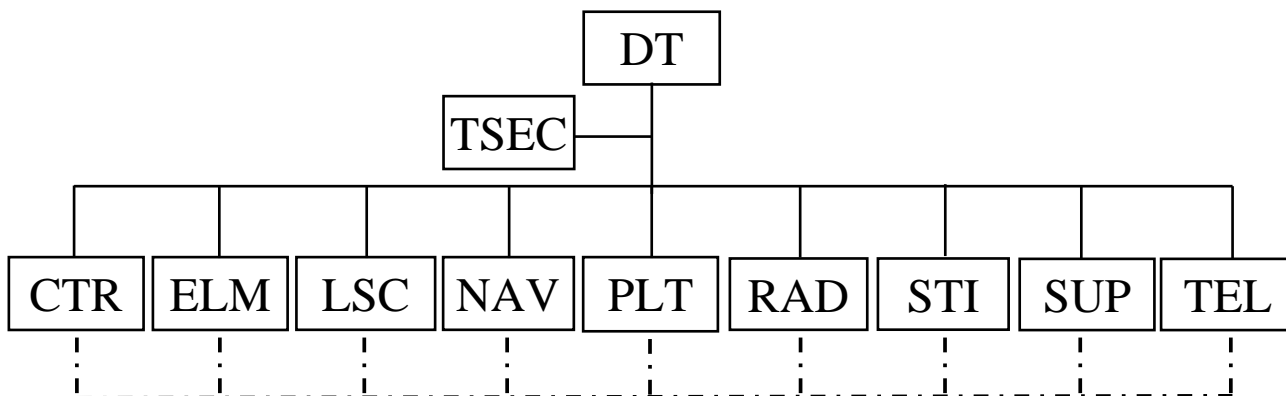 DT
TSEC
CTR ELM LSC NAV PLT RAD STI SUP TEL